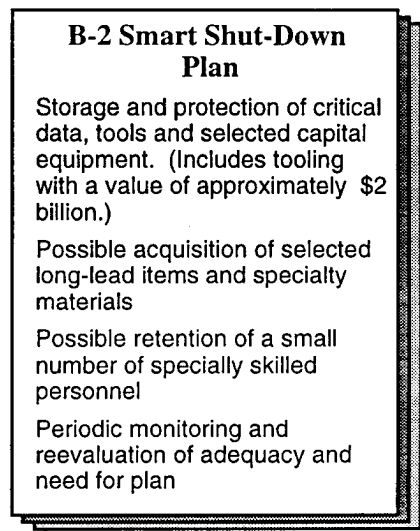 B-2 Smart Shut-Down
Plan
Storage and protection of critical
data, tools and selected capital
equipment. (Includes tooling
with a value of approximately $2
billion.)
Possible acquisition of selected
long-lead items and specialty
materials
Possible retention of a small
number of specially skilled
personnel
Periodic monitoring and
reevaluation of adequacy and
need for plan